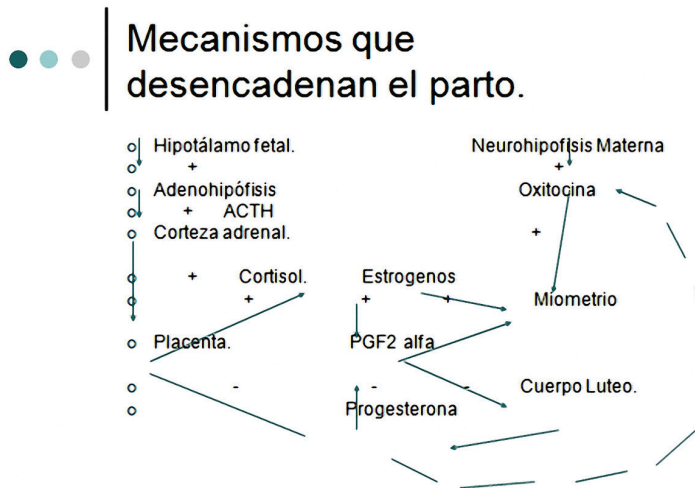 Mecanismos que
desencadenan el parto.
Hipotálamo fetal. Neurohipofisis Materna
+ +
Adenohipófisis Oxitocina
+ ACTH
Corteza adrenal. +
+ Cortisol. Estrogenos
+ + + Miometrio
Placenta. PGF2 alfa
- - - Cuerpo Luteo.
Progesterona